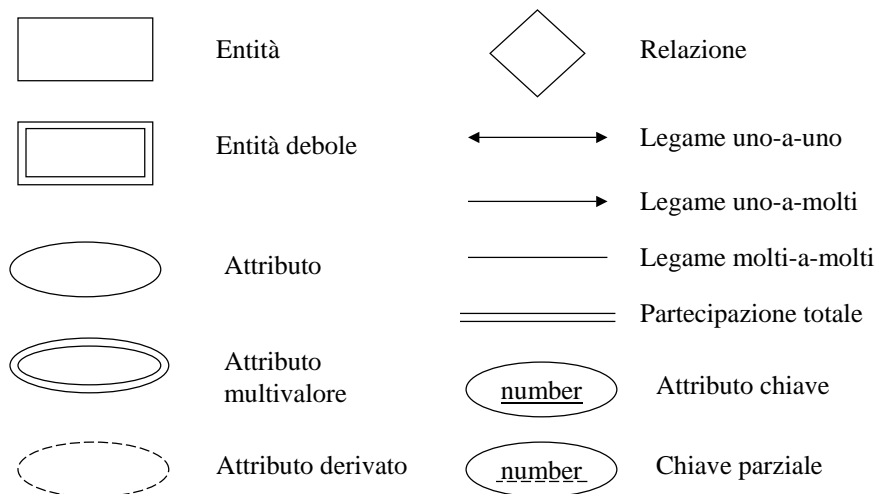 Entità
Entità debole
Attributo
Attributo
multivalore
Attributo derivato
Relazione
Legame uno-a-uno
Legame uno-a-molti
Legame molti-a-molti
Partecipazione totale
number
Attributo chiave
number
Chiave parziale